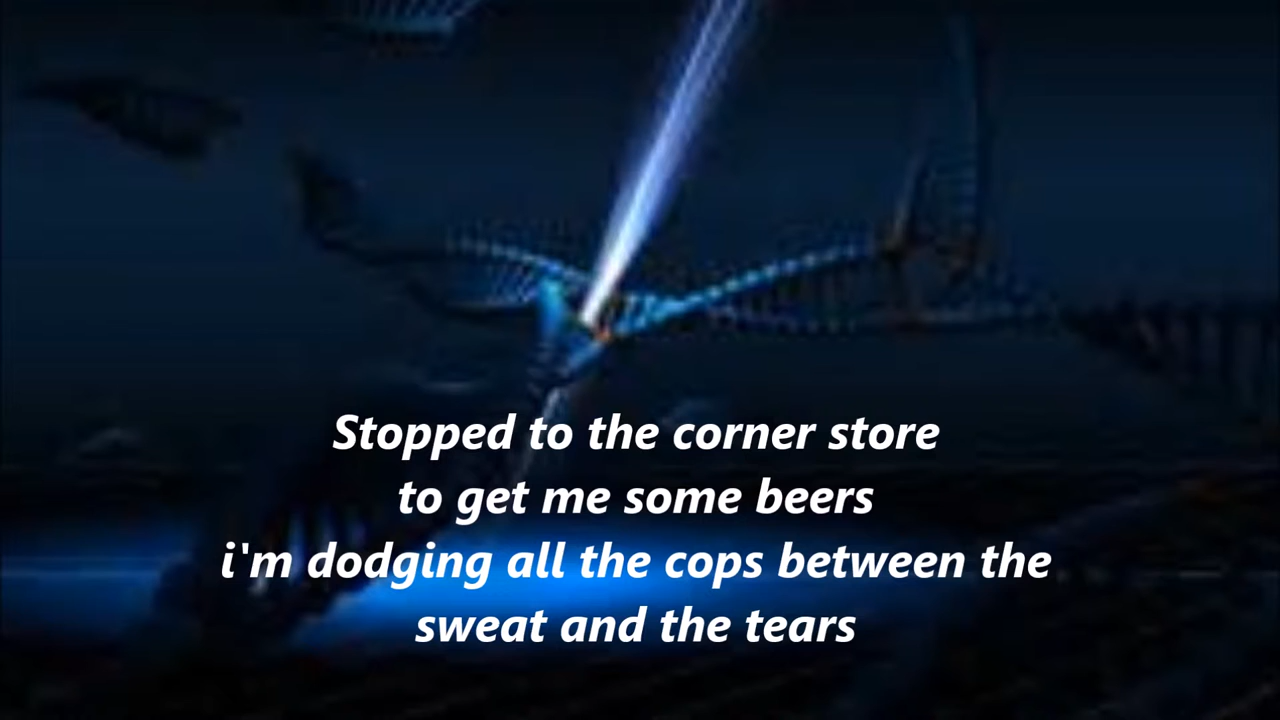 Stopped to the corner store
to get me some beers
i'm dodging all the cops between the
sweat and the tears